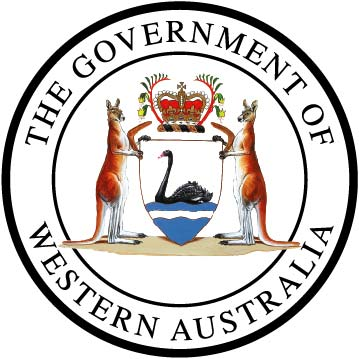 THE GOVERNMENT OF
WESTERN AUSTRALIA